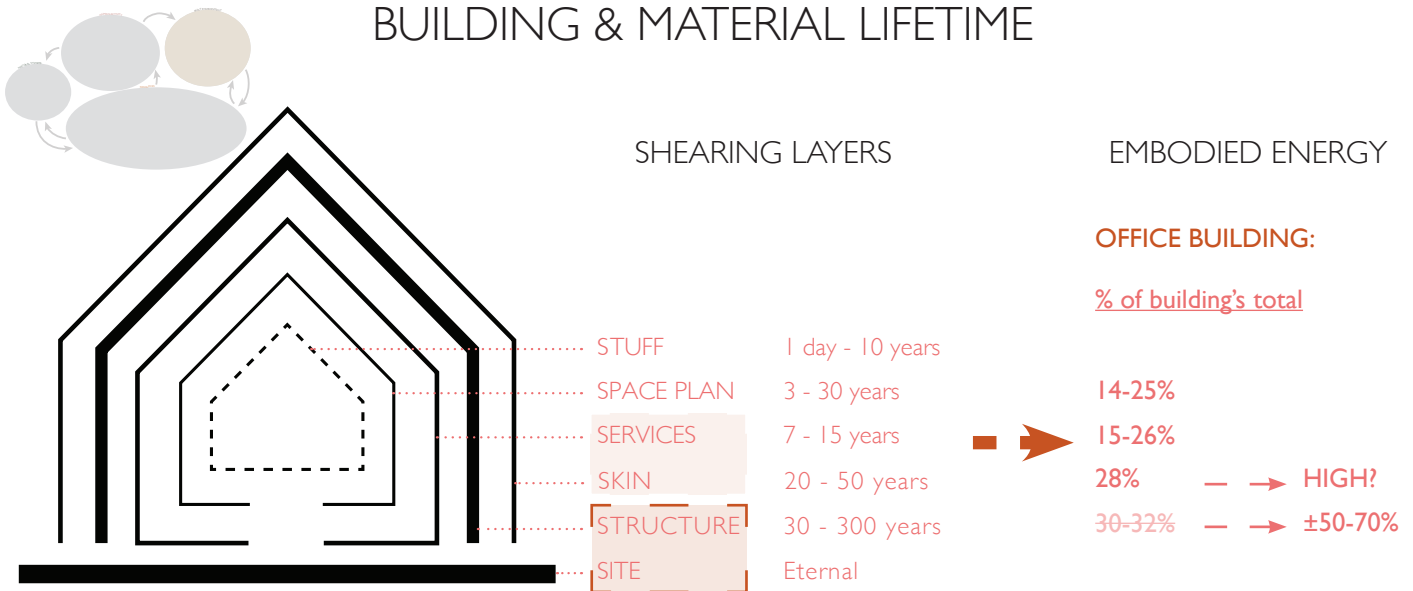 BUILDING & MATERIAL LIFETIME
SHEARING LAYERS
EMBODIED ENERGY
OFFICE BUILDING:
% of building's total
STUFF 1 day - 10 years
SPACE PLAN 3 - 30 years 14-25%
SERVICES 7 - 15 years 15-26%
SKIN 20 - 50 years 28% HIGH?
STRUCTURE 30 - 300 years 30-32% ±50-70%
SITE Eternal